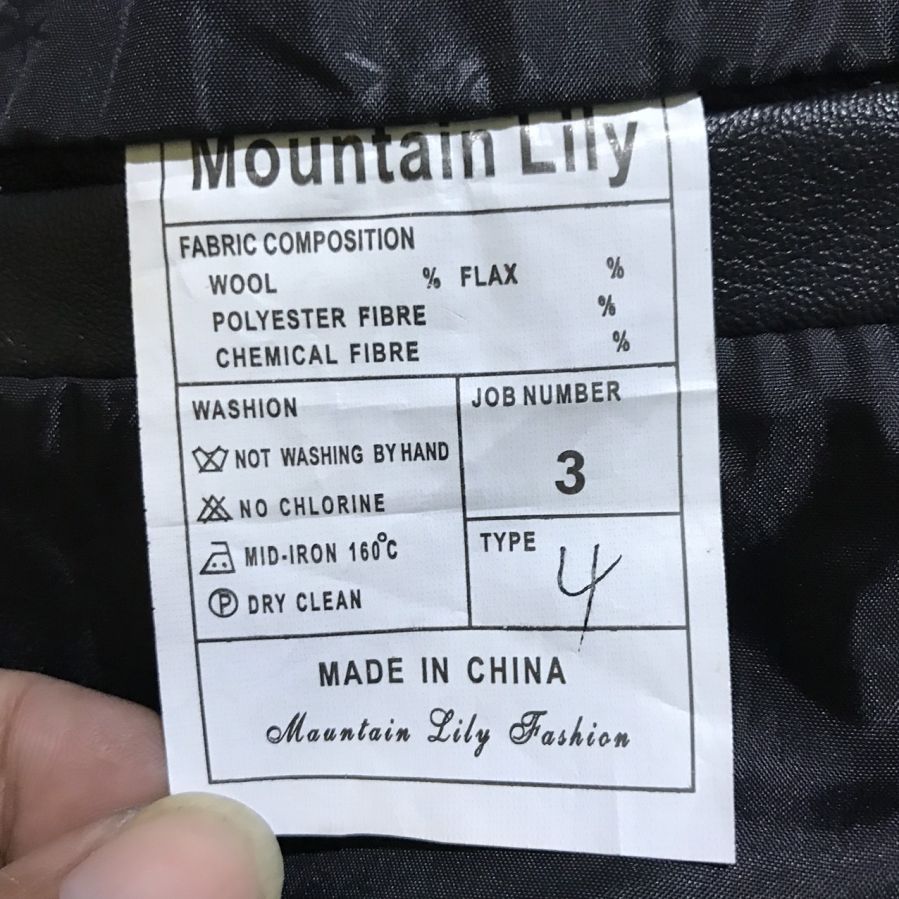 Mountain Lily
FABRIC COMPOSITION
WOOL % FLAX %
POLYESTER FIBRE %
CHEMICAL FIBRE %
WASHION
NOT WASHING BY HAND
NO CHLORINE
MID-IRON 160°C
P DRY CLEAN
JOB NUMBER
3
TYPE
4
MADE IN CHINA
Mauntain Lily Fashion